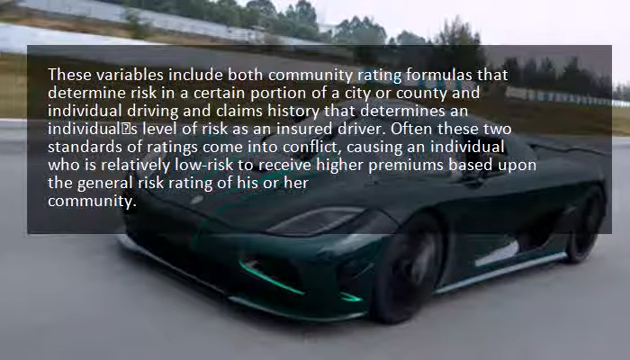 These variables include both community rating formulas that
determine risk in a certain portion of a city or county and
individual driving and claims history that determines an
individual□s level of risk as an insured driver. Often these two
standards of ratings come into conflict, causing an individual
who is relatively low-risk to receive higher premiums based upon
the general risk rating of his or her
community.